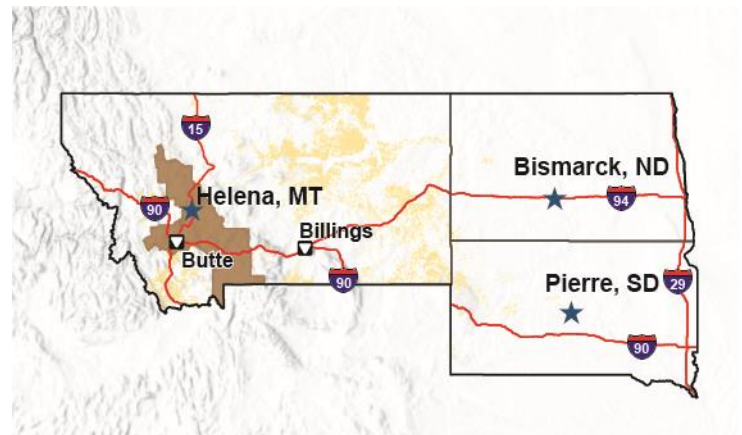 15
Bismarck, ND
90
Helena, MT
94
Billings
Butte
90
Pierre, SD
29
90